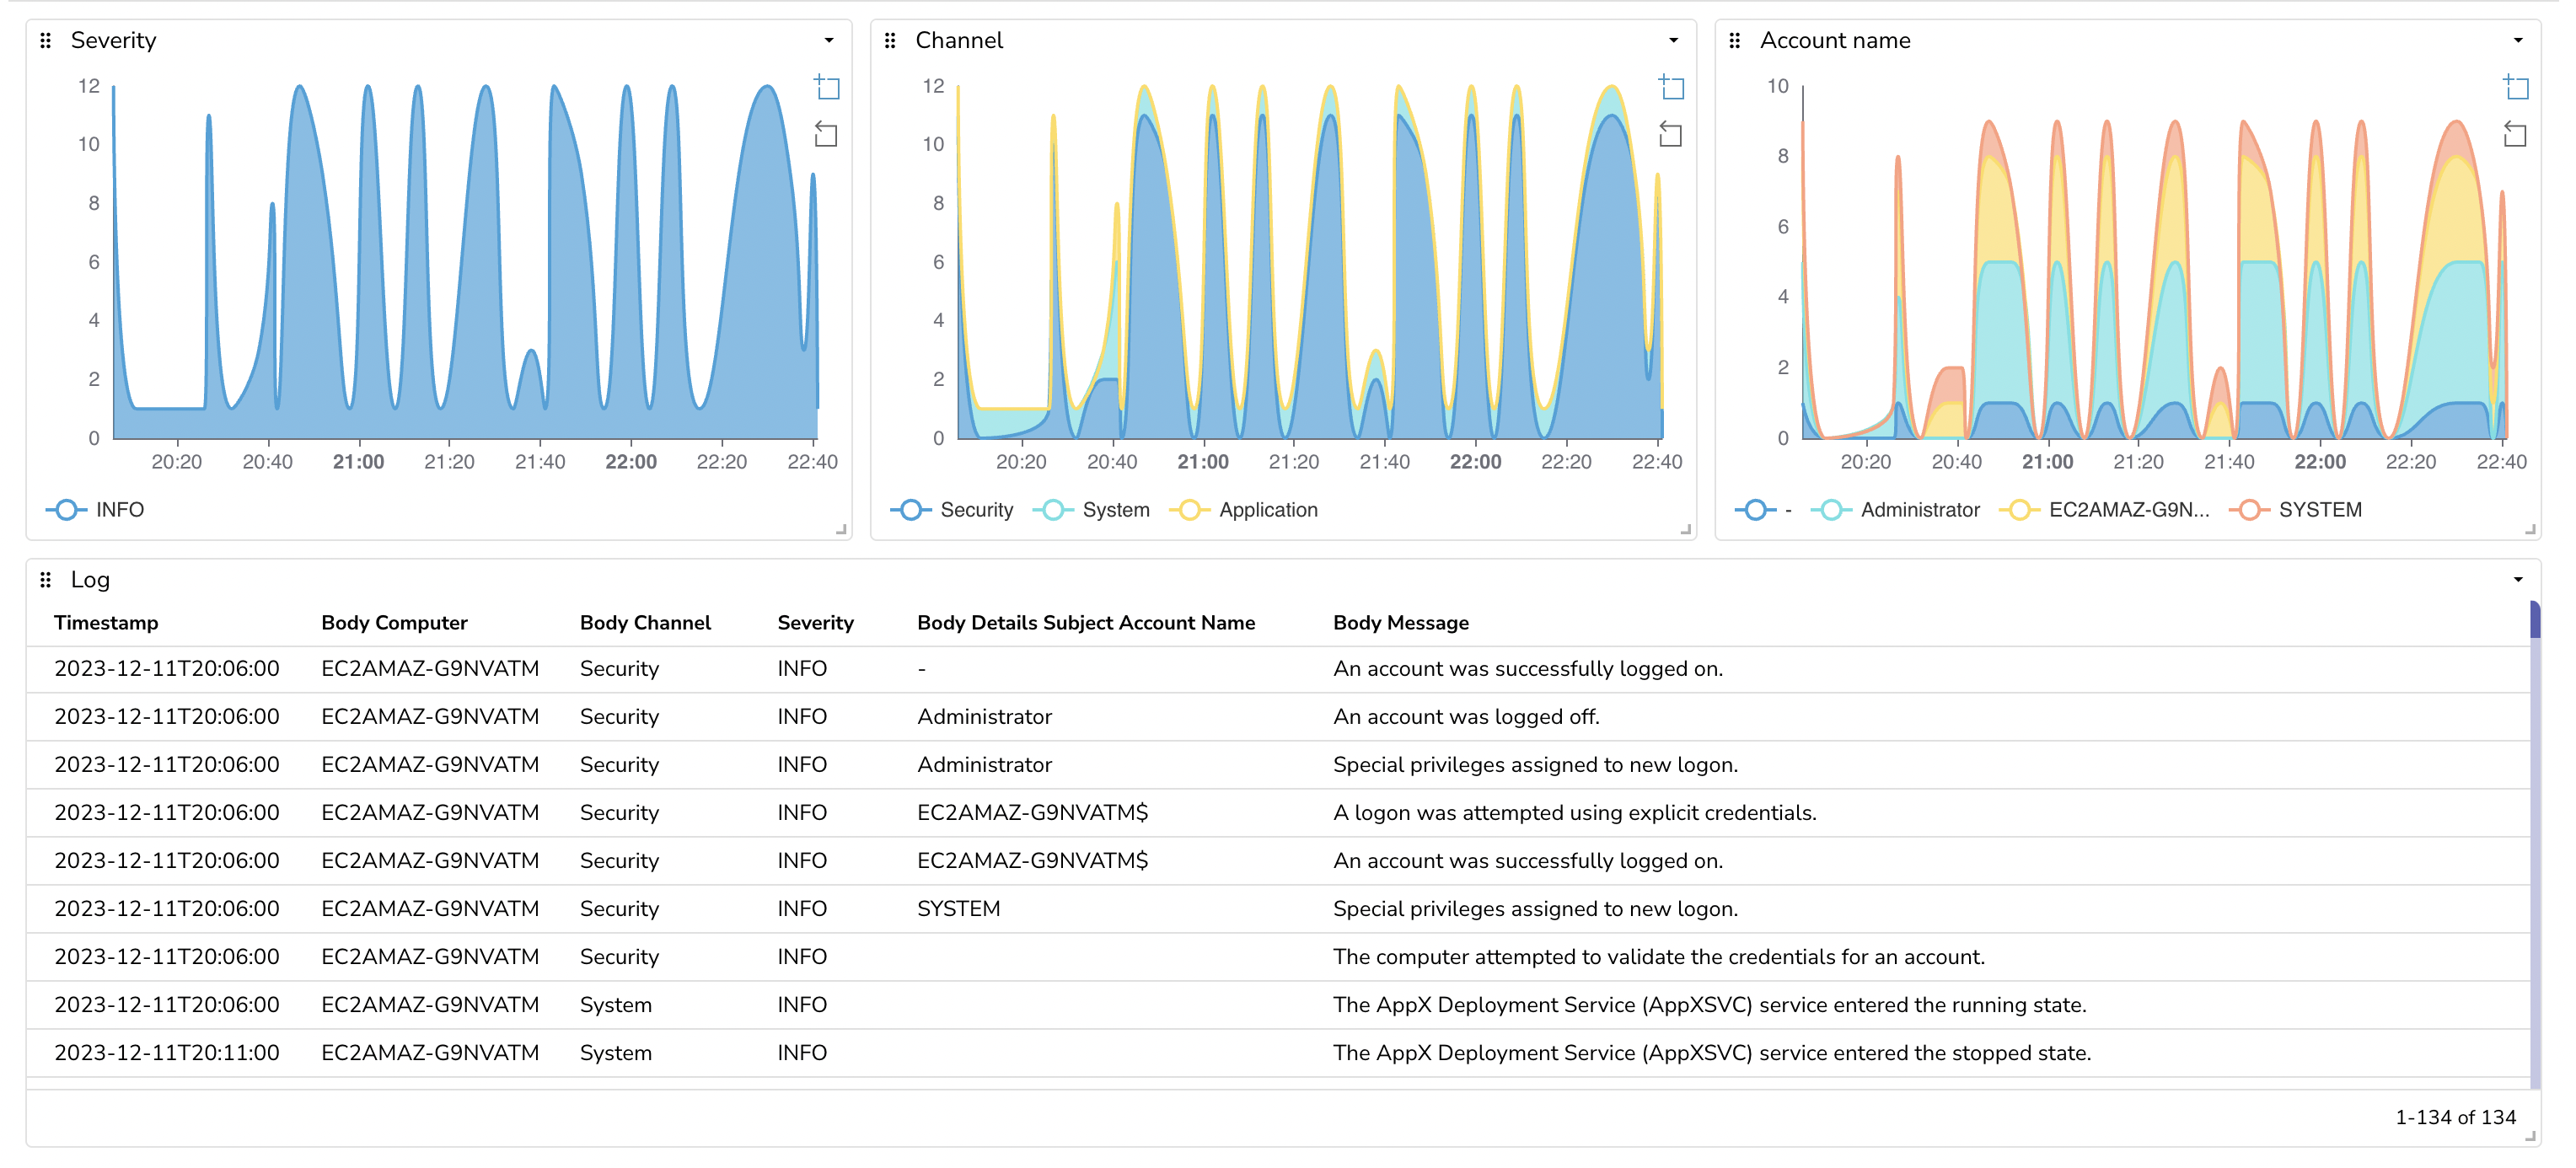 Severity
12
10
8
6
4
2
0
20:20 20:40 21:00 21:20 21:40 22:00 22:20 22:40
INFO
Channel
12
10
8
6
4
2
0
20:20 20:40 21:00 21:20 21:40 22:00 22:20 22:40
Security System Application
Account name
10
8
6
4
2
0
20:20 20:40 21:00 21:20 21:40 22:00 22:20 22:40
- Administrator EC2AMAZ-G9N... SYSTEM
Log
Timestamp Body Computer Body Channel Severity Body Details Subject Account Name Body Message
2023-12-11T20:06:00 EC2AMAZ-G9NVATM Security INFO - An account was successfully logged on.
2023-12-11T20:06:00 EC2AMAZ-G9NVATM Security INFO Administrator An account was logged off.
2023-12-11T20:06:00 EC2AMAZ-G9NVATM Security INFO Administrator Special privileges assigned to new logon.
2023-12-11T20:06:00 EC2AMAZ-G9NVATM Security INFO EC2AMAZ-G9NVATM$ A logon was attempted using explicit credentials.
2023-12-11T20:06:00 EC2AMAZ-G9NVATM Security INFO EC2AMAZ-G9NVATM$ An account was successfully logged on.
2023-12-11T20:06:00 EC2AMAZ-G9NVATM Security INFO SYSTEM Special privileges assigned to new logon.
2023-12-11T20:06:00 EC2AMAZ-G9NVATM Security INFO The computer attempted to validate the credentials for an account.
2023-12-11T20:06:00 EC2AMAZ-G9NVATM System INFO The AppX Deployment Service (AppXSVC) service entered the running state.
2023-12-11T20:11:00 EC2AMAZ-G9NVATM System INFO The AppX Deployment Service (AppXSVC) service entered the stopped state.
1-134 of 134